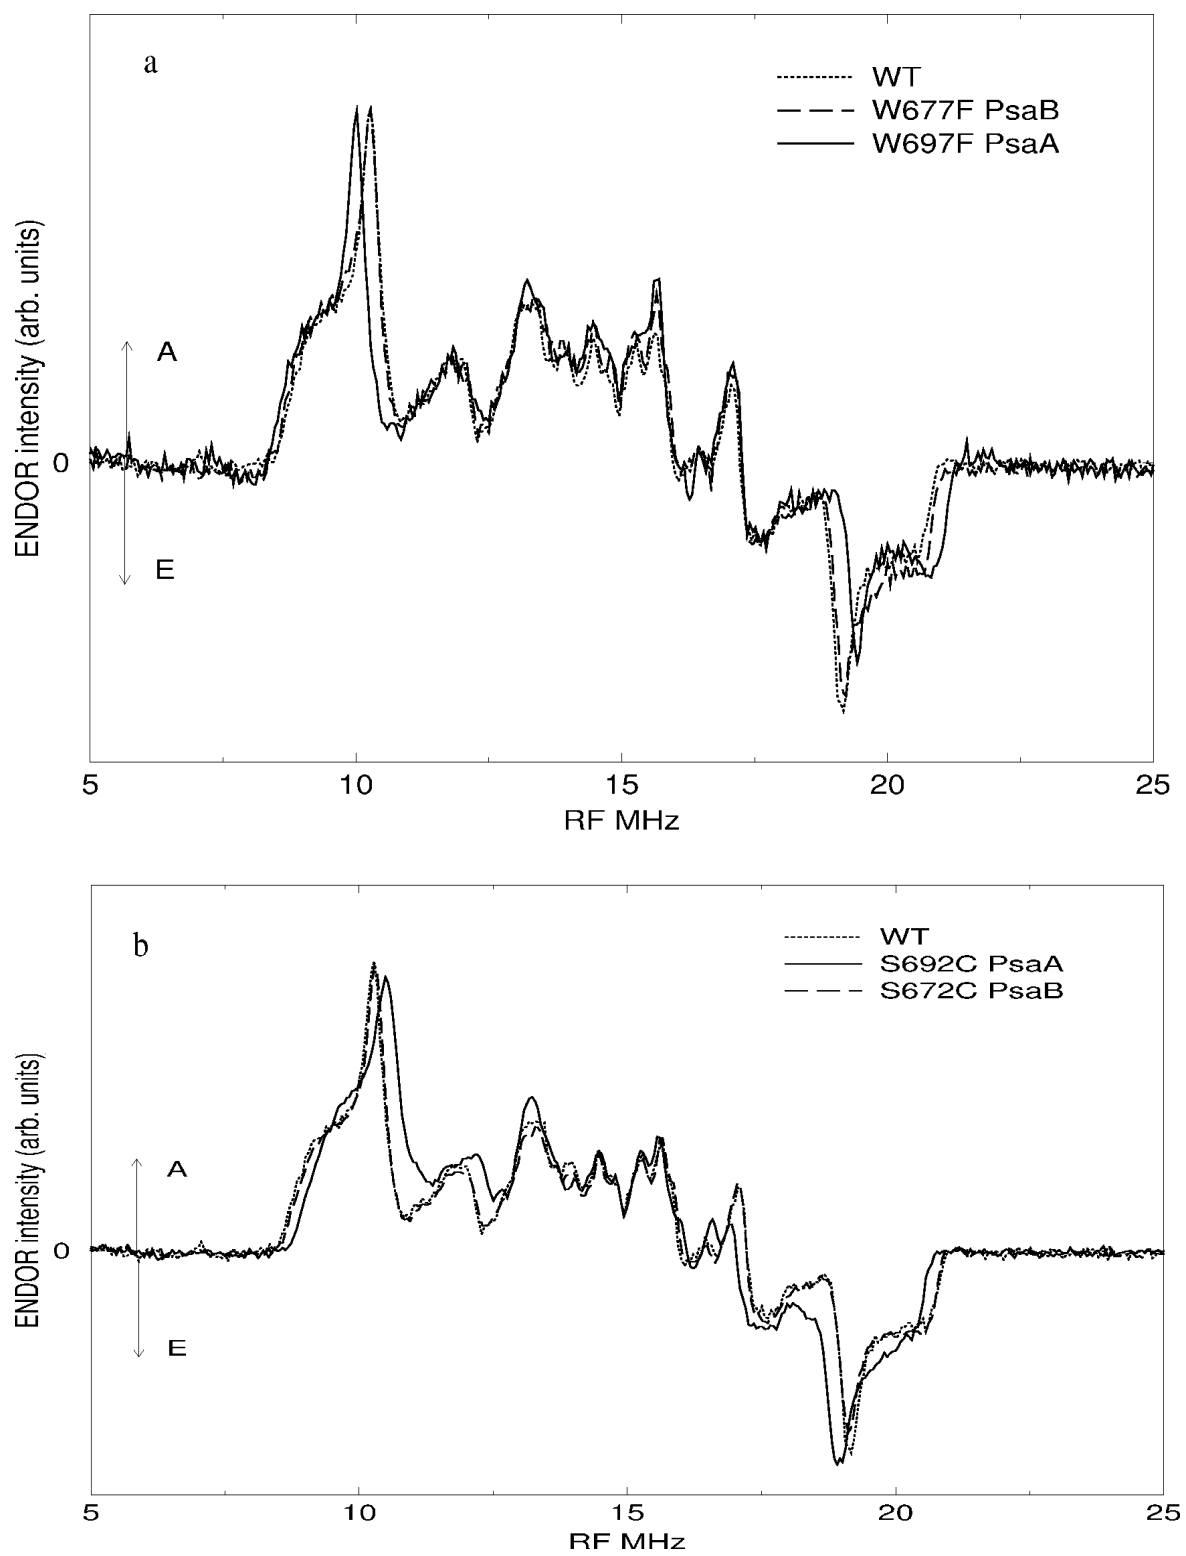 a
WT
W677F PsaB
W697F PsaA
ENDOR intensity (arb. units)
A
0
E
5 10 15 20 25
RF MHz
b
WT
S692C PsaA
S672C PsaB
ENDOR intensity (arb. units)
A
0
E
5 10 15 20 25
RF MHz